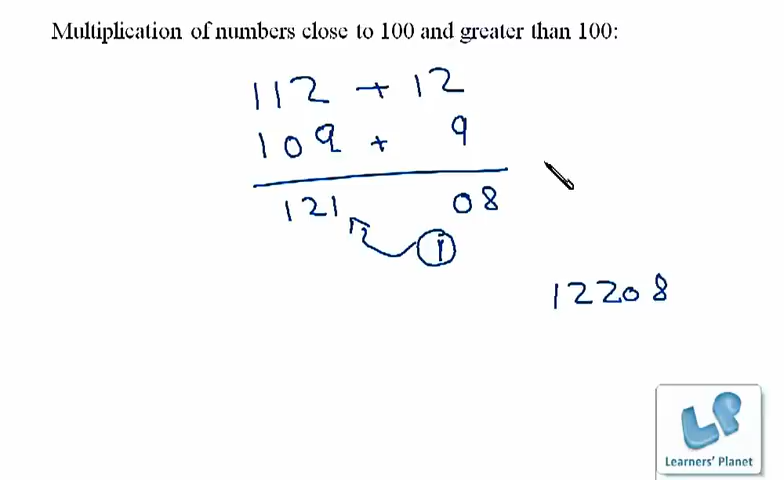 Multiplication of numbers close to 100 and greater than 100:
112 + 12
109 + 9
121 08
1
12208
LP
Learners' Planet